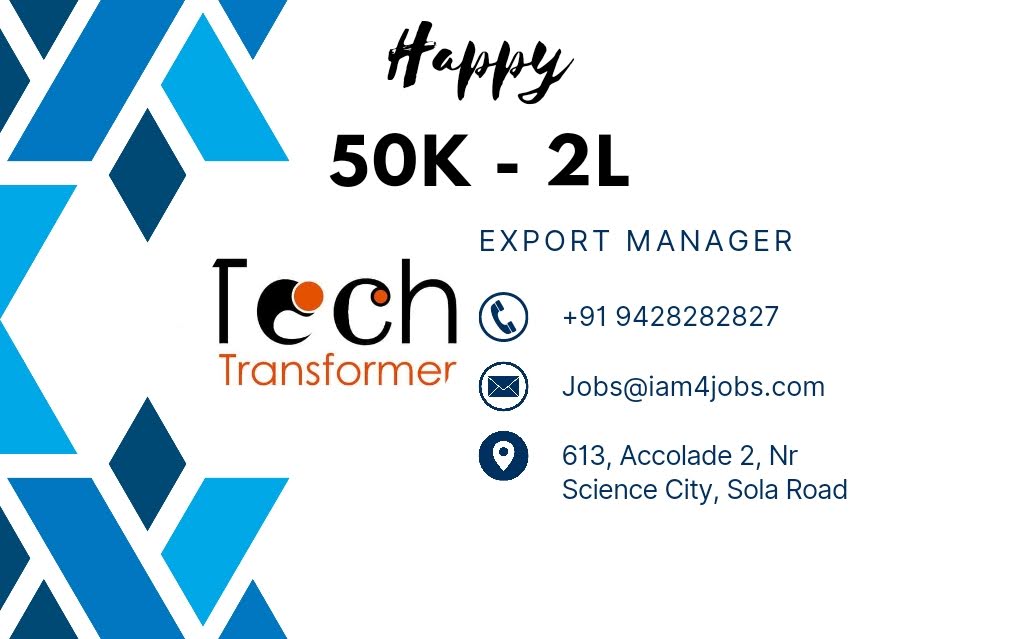 Happy
50K - 2L
EXPORT MANAGER
Tech
Transformer
+91 9428282827
Jobs@iam4jobs.com
613, Accolade 2, Nr
Science City, Sola Road